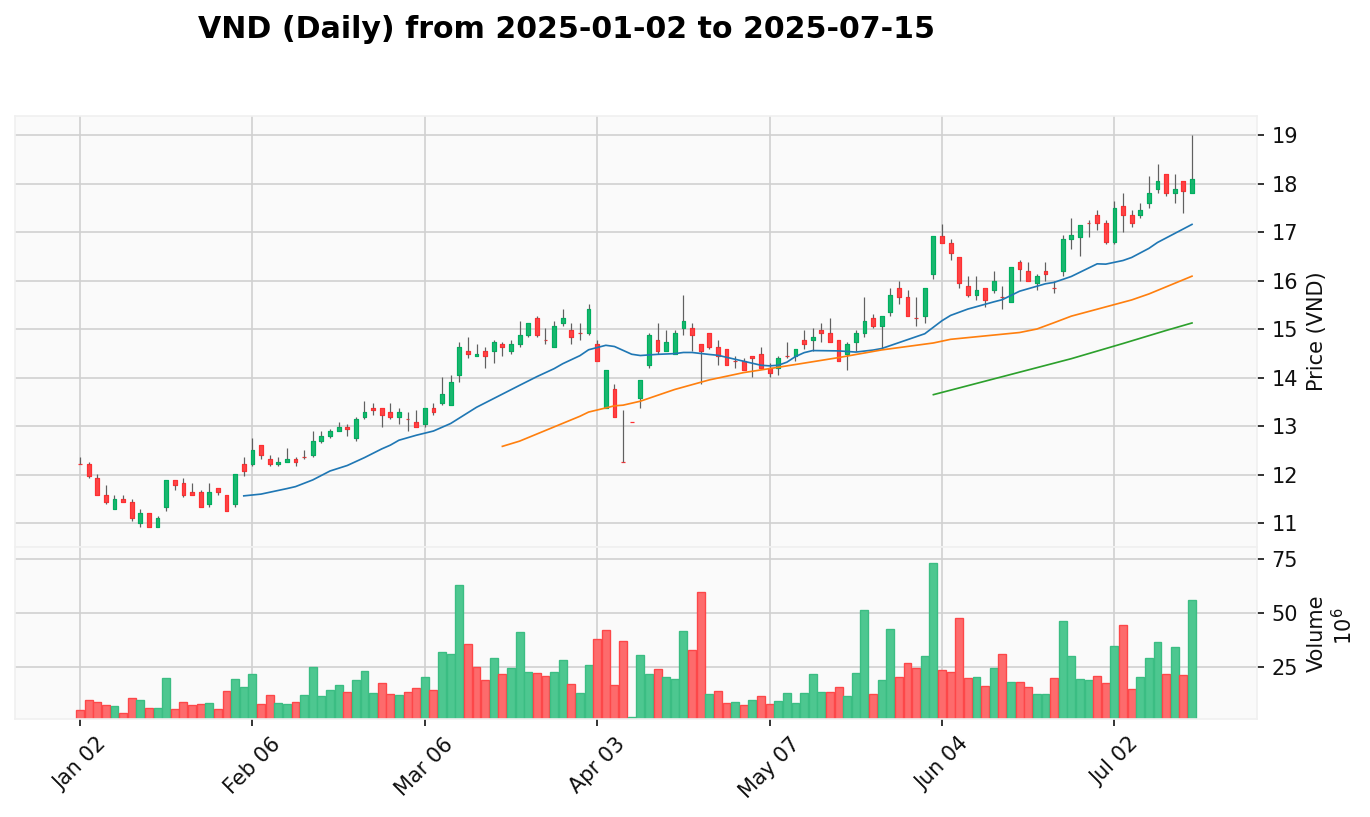 VND (Daily) from 2025-01-02 to 2025-07-15
19
18
17
16
15
14
13
12
11
Price (VND)
75
50
25
Volume
10⁶
Jan 02
Feb 06
Mar 06
Apr 03
May 07
Jun 04
Jul 02